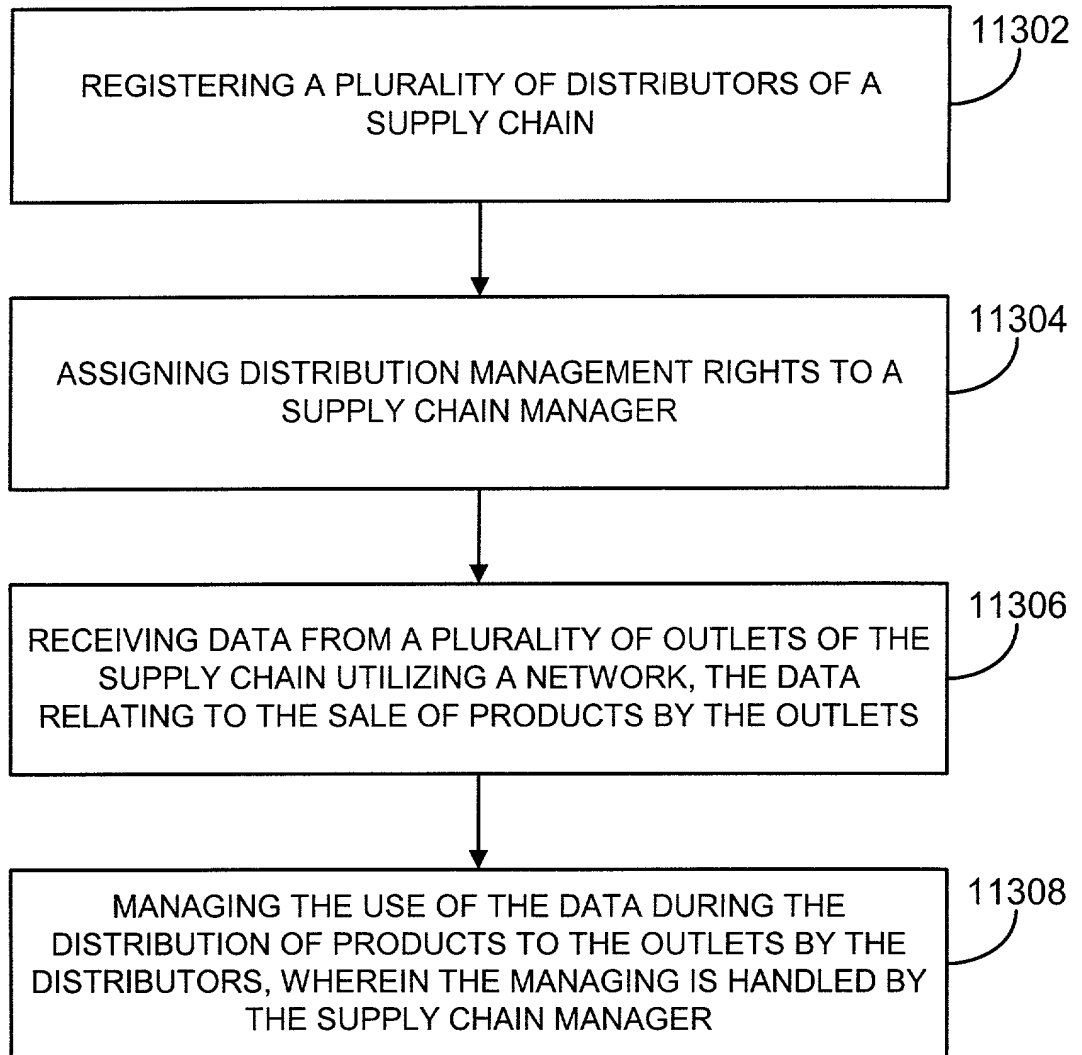 11302
REGISTERING A PLURALITY OF DISTRIBUTORS OF A
SUPPLY CHAIN
11304
ASSIGNING DISTRIBUTION MANAGEMENT RIGHTS TO A
SUPPLY CHAIN MANAGER
11306
RECEIVING DATA FROM A PLURALITY OF OUTLETS OF THE
SUPPLY CHAIN UTILIZING A NETWORK, THE DATA
RELATING TO THE SALE OF PRODUCTS BY THE OUTLETS
11308
MANAGING THE USE OF THE DATA DURING THE
DISTRIBUTION OF PRODUCTS TO THE OUTLETS BY THE
DISTRIBUTORS, WHEREIN THE MANAGING IS HANDLED BY
THE SUPPLY CHAIN MANAGER